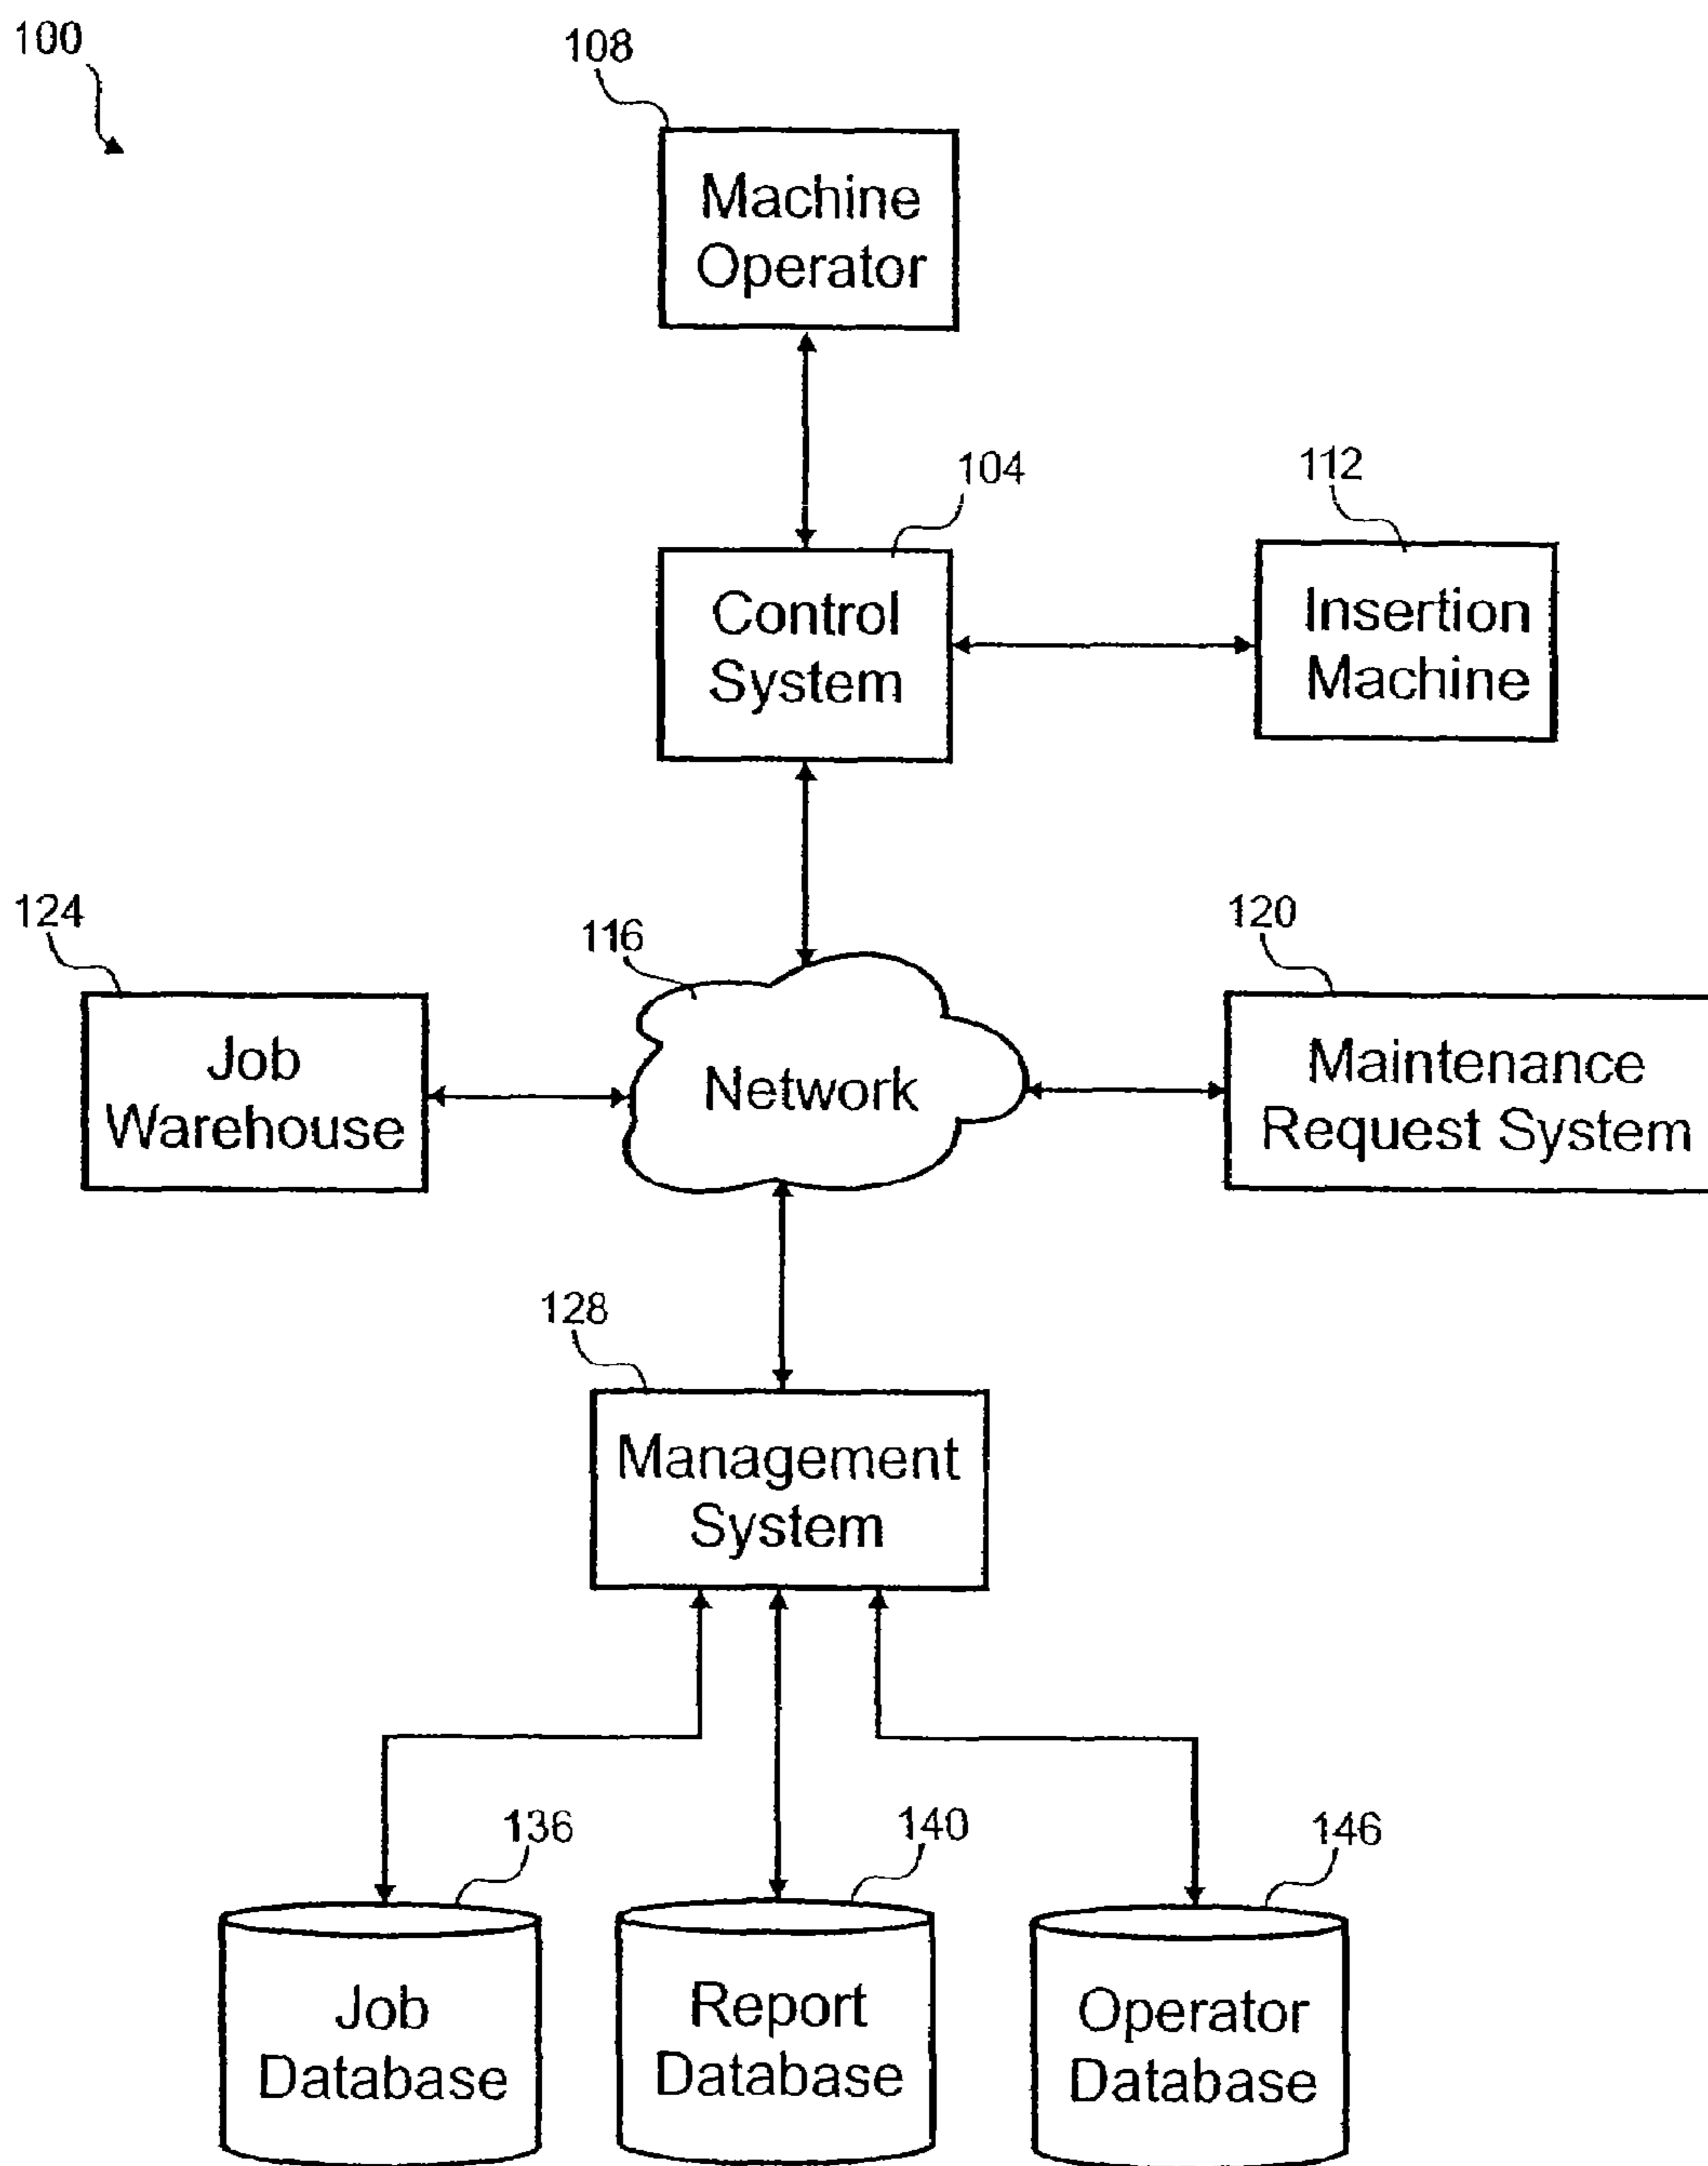 100
108
Machine
Operator
104
112
Control
System
Insertion
Machine
124
116
120
Job
Warehouse
Network
Maintenance
Request System
128
Management
System
136
140
146
Job
Database
Report
Database
Operator
Database